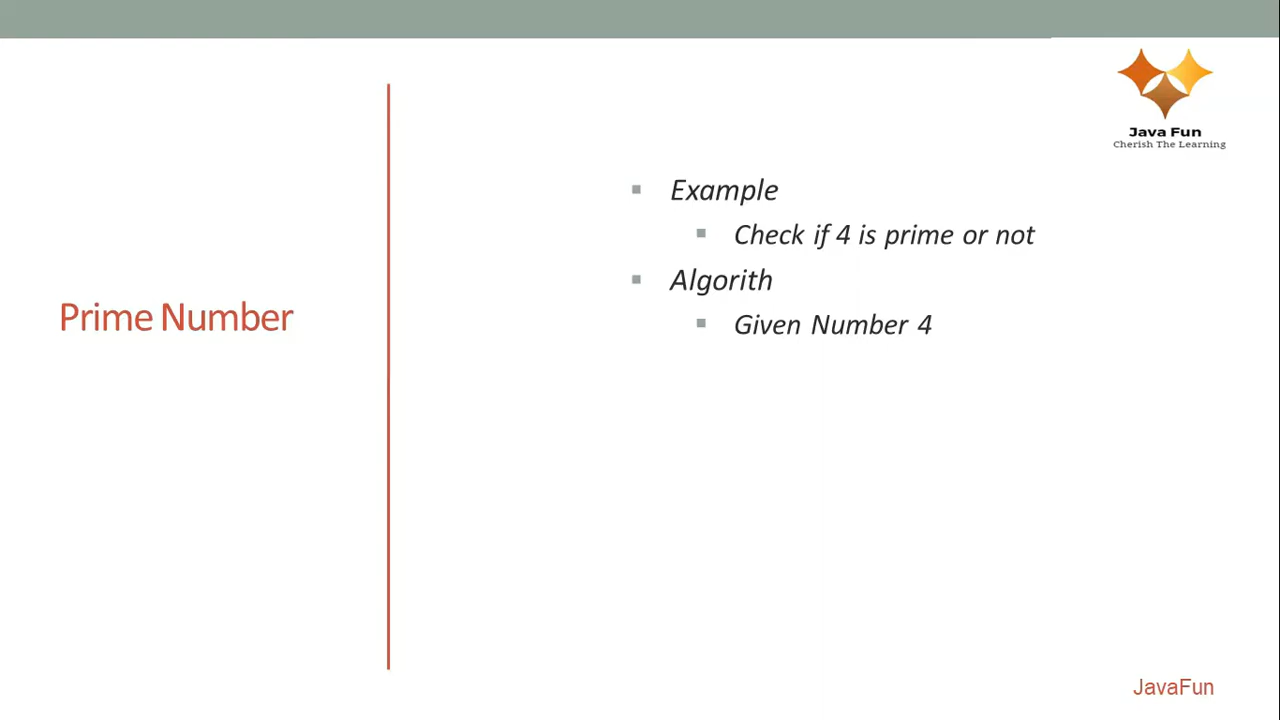 Java Fun
Cherish The Learning
Prime Number
Example
Check if 4 is prime or not
Algorith
Given Number 4
JavaFun